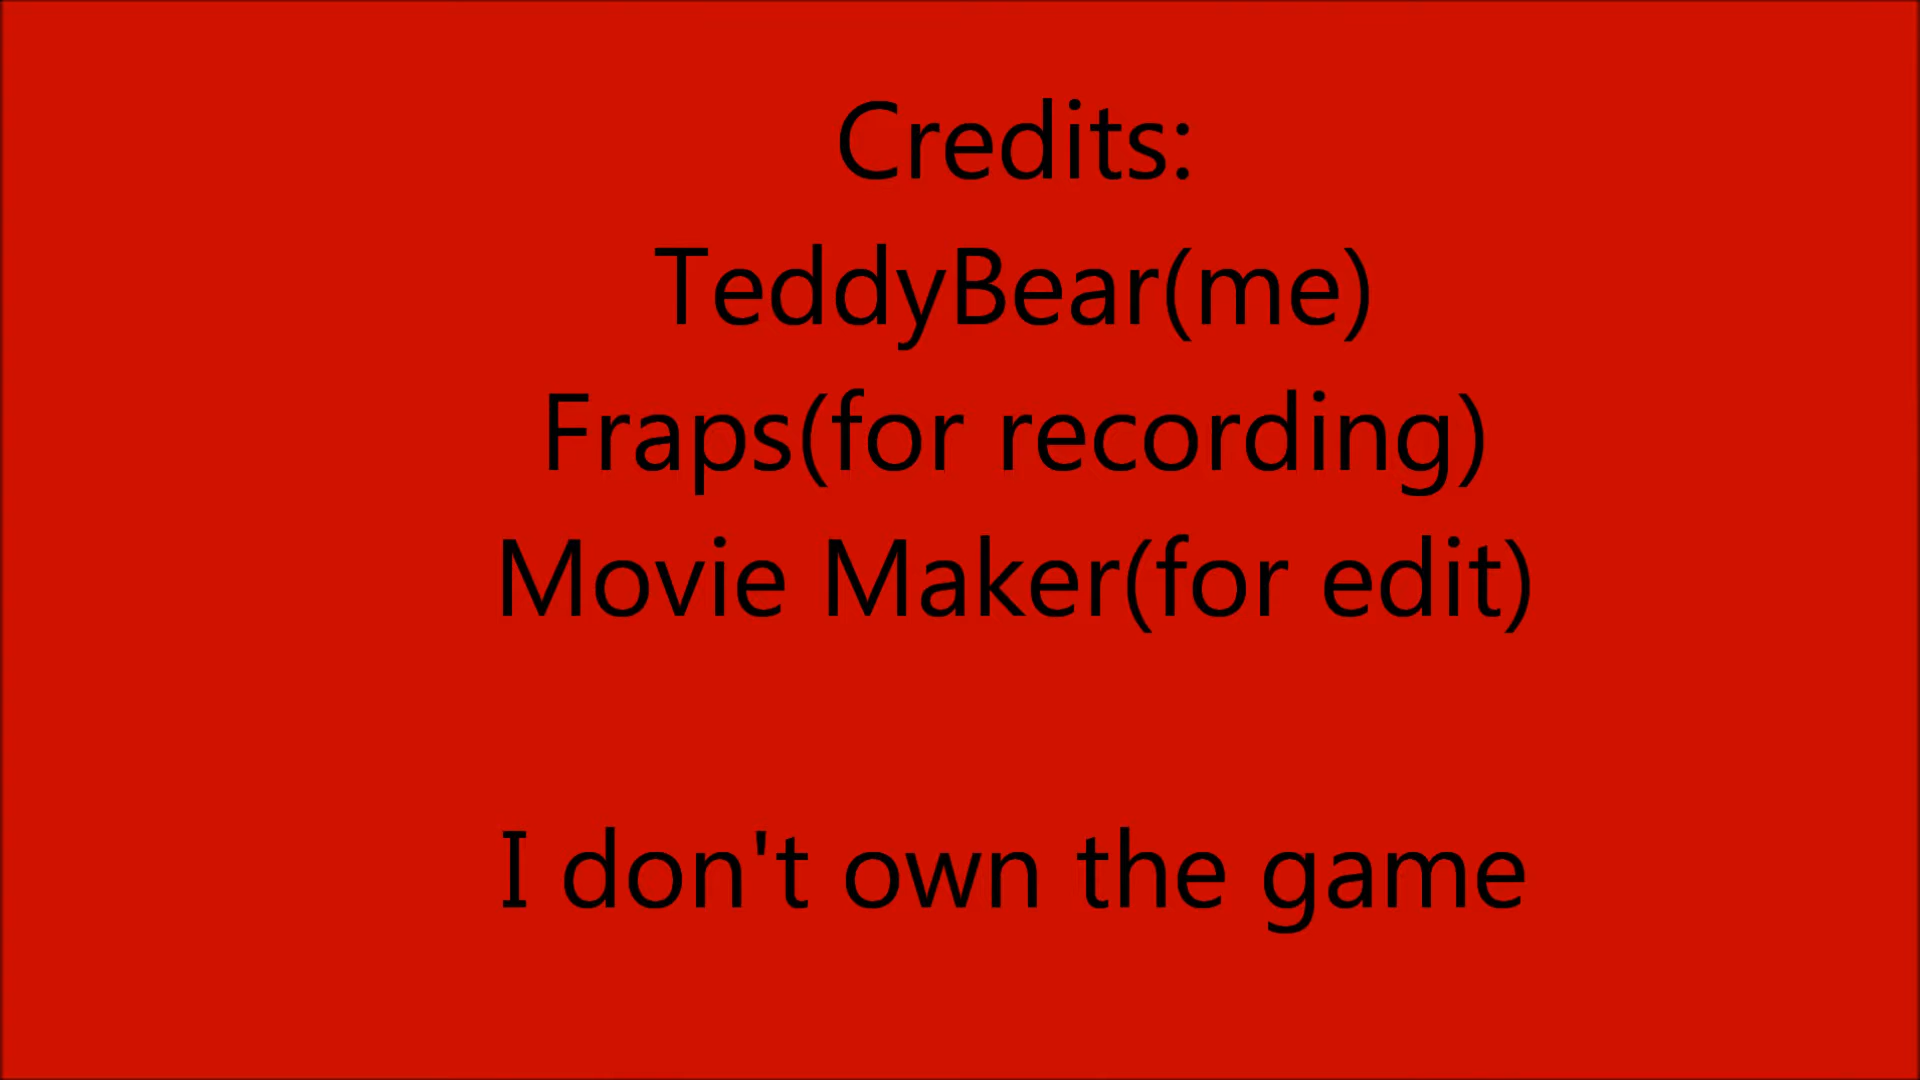 Credits:
TeddyBear(me)
Fraps(for recording)
Movie Maker(for edit)
I don't own the game